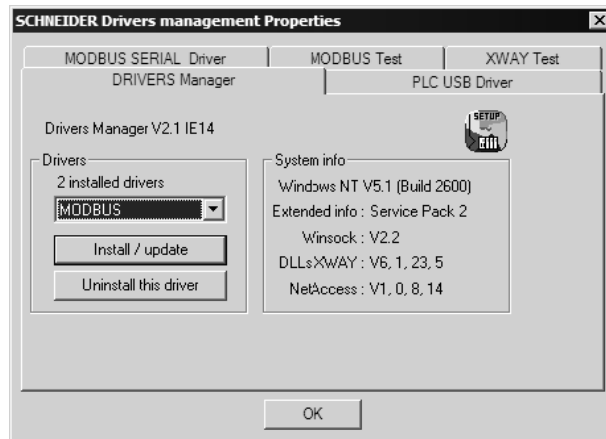 SCHNEIDER Drivers management Properties
MODBUS SERIAL Driver
MODBUS Test
XWAY Test
DRIVERS Manager
PLC USB Driver
Drivers Manager V2.1 IE14
SETUP
Drivers
2 installed drivers
MODBUS
Install / update
Uninstall this driver
System info
Windows NT V5.1 (Build 2600)
Extended info : Service Pack 2
Winsock : V2.2
DLLs XWAY : V6, 1, 23, 5
NetAccess : V1, 0, 8, 14
OK